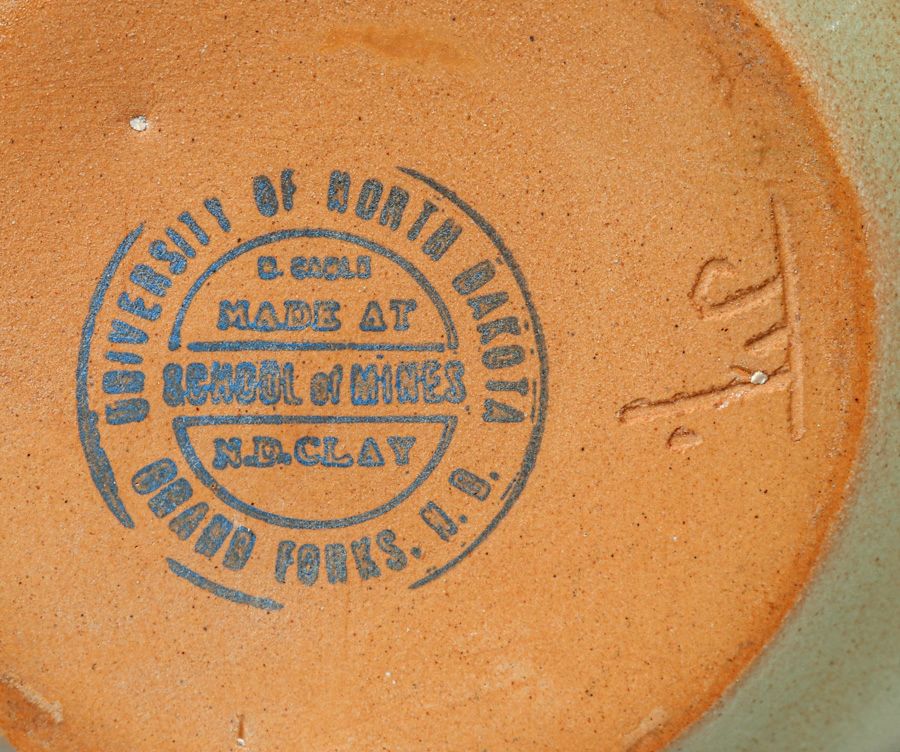 UNIVERSITY OF NORTH DAKOTA
MADE AT
SCHOOL of MINES
N.D. CLAY
GRAND FORKS, N. D.